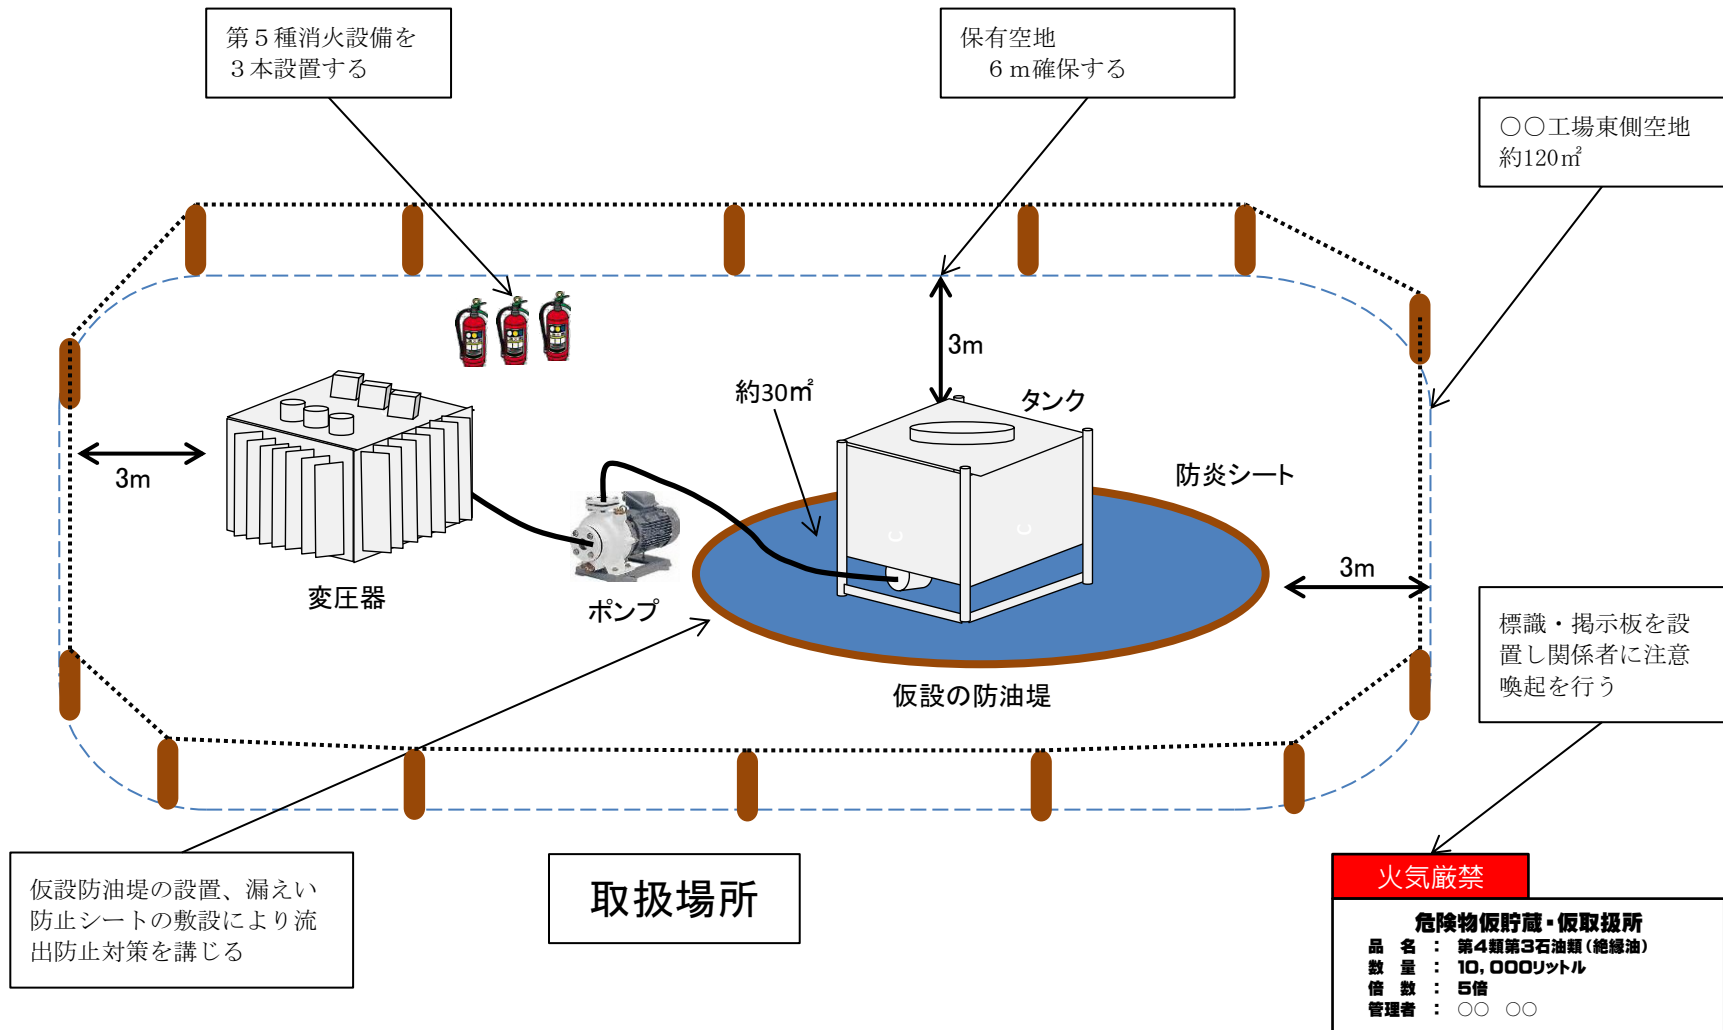 第５種消火設備を
３本設置する
保有空地
６ｍ確保する
○○工場東側空地
約120㎡
3m
約30㎡
タンク
3m
防炎シート
3m
変圧器
ポンプ
仮設の防油堤
標識・掲示板を設
置し関係者に注意
喚起を行う
仮設防油堤の設置、漏えい
防止シートの敷設により流
出防止対策を講じる
取扱場所
火気厳禁
危険物仮貯蔵・仮取扱所
品　名　：　第4類第3石油類（絶縁油）
数　量　：　10，000リットル
倍　数　：　5倍
管理者　：　○○　○○